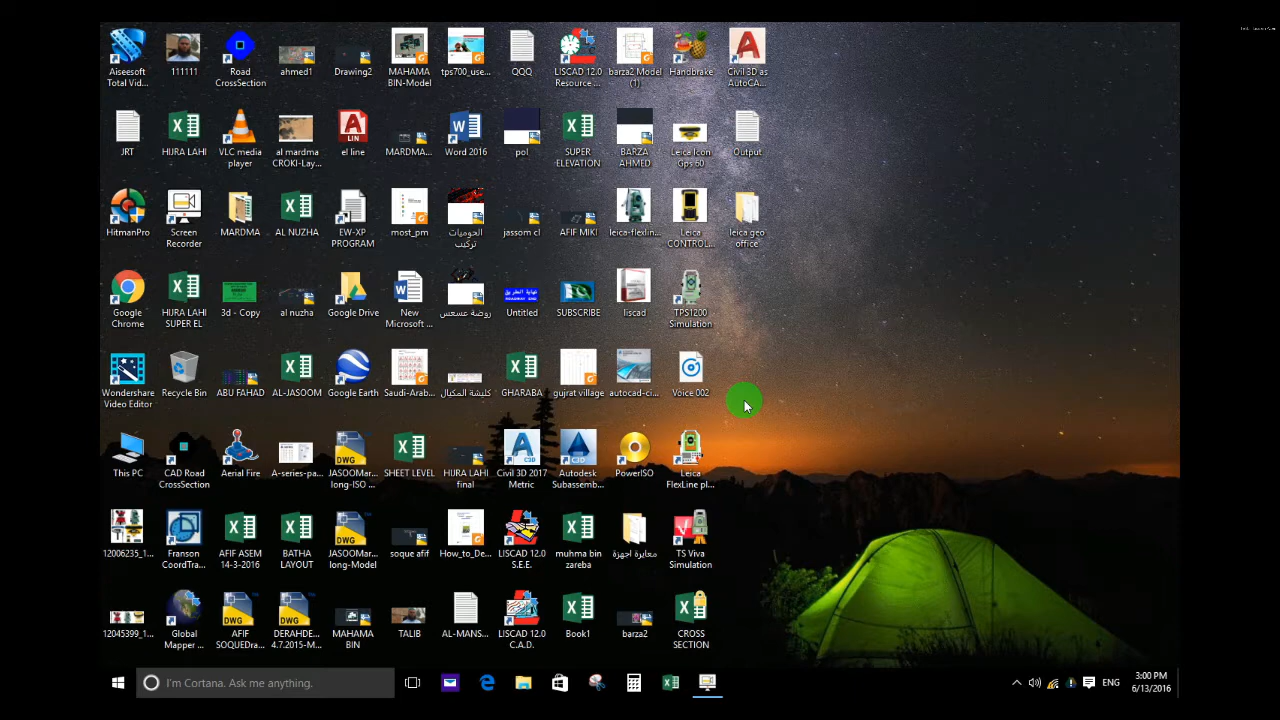 Aiseesoft
Total Vid...
111111
Road
CrossSection
ahmed1
Drawing2
MAHAMA
BIN-Model
tps700_use...
QQQ
LISCAD 12.0
Resource ...
barza2 Model
(1)
Handbrake
Civil 3D as
AutoCA...
JRT
HIJRA LAHI
VLC media
player
al mardma
CROKI-Lay...
el line
MARDMA...
Word 2016
pol
SUPER
ELEVATION
BARZA
AHMED
Leica Icon
Gps 60
Output
HitmanPro
Screen
Recorder
MARDMA
AL NUZHA
EW-XP
PROGRAM
most_pm
الحوميات
تركيب
jassom cl
AFIF MIKI
leica-flexlin...
Leica
CONTROL...
leica geo
office
Google
Chrome
HIJRA LAHI
SUPER EL
3d - Copy
al nuzha
Google Drive
New
Microsoft ...
روضة عسعس
Untitled
SUBSCRIBE
liscad
TPS1200
Simulation
Wondershare
Video Editor
Recycle Bin
ABU FAHAD
AL-JASOOM
Google Earth
Saudi-Arab...
كليشة المكيال
GHARABA
gujrat village
autocad-ci...
Voice 002
This PC
CAD Road
CrossSection
Aerial Fire
A-series-pa...
JASOOMar...
long-ISO ...
SHEET LEVEL
HIJRA LAHI
final
Civil 3D 2017
Metric
Autodesk
Subassemb...
PowerISO
Leica
FlexLine pl...
12006235_1...
Franson
CoordTra...
AFIF ASEM
14-3-2016
BATHA
LAYOUT
JASOOMar...
long-Model
soque afif
How_to_De...
LISCAD 12.0
S.E.E.
muhma bin
zareba
معايرة اجهزة
TS Viva
Simulation
12045399_1...
Global
Mapper ...
AFIF
SOQUEDra...
DERAHDE...
4.7.2015-M...
MAHAMA
BIN
TALIB
AL-MANS...
LISCAD 12.0
C.A.D.
Book1
barza2
CROSS
SECTION
I'm Cortana. Ask me anything.
ENG
3:00 PM
6/13/2016